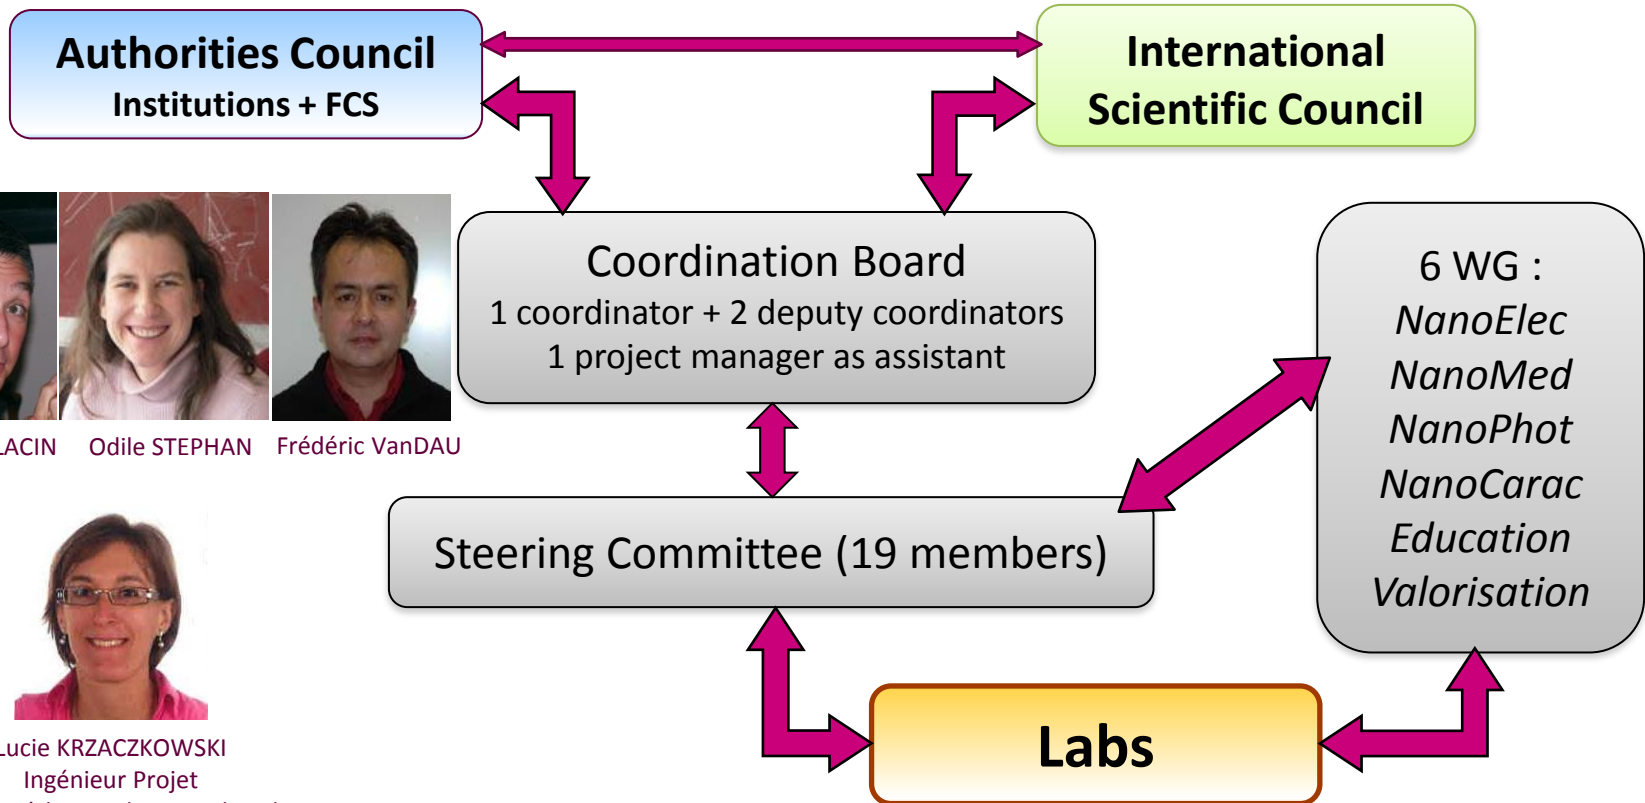 Authorities Council
Institutions + FCS
International
Scientific Council
Coordination Board
1 coordinator + 2 deputy coordinators
1 project manager as assistant
6 WG :
NanoElec
NanoMed
NanoPhot
NanoCarac
Education
Valorisation
Odile STEPHAN
Frédéric VanDAU
Steering Committee (19 members)
Lucie KRZACZKOWSKI
Ingénieur Projet
Labs